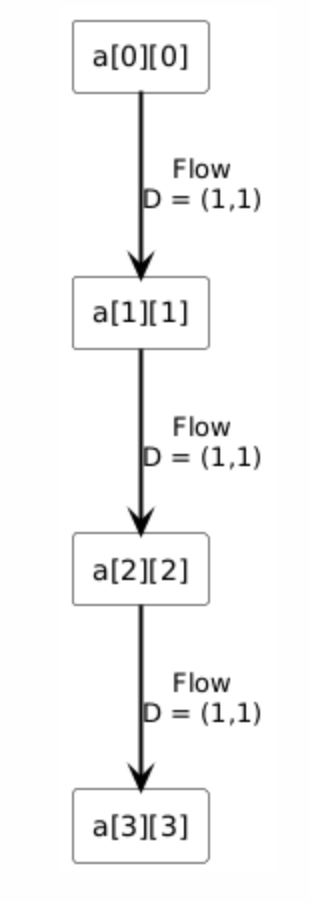 a[0][0]
Flow
D = (1,1)
a[1][1]
Flow
D = (1,1)
a[2][2]
Flow
D = (1,1)
a[3][3]